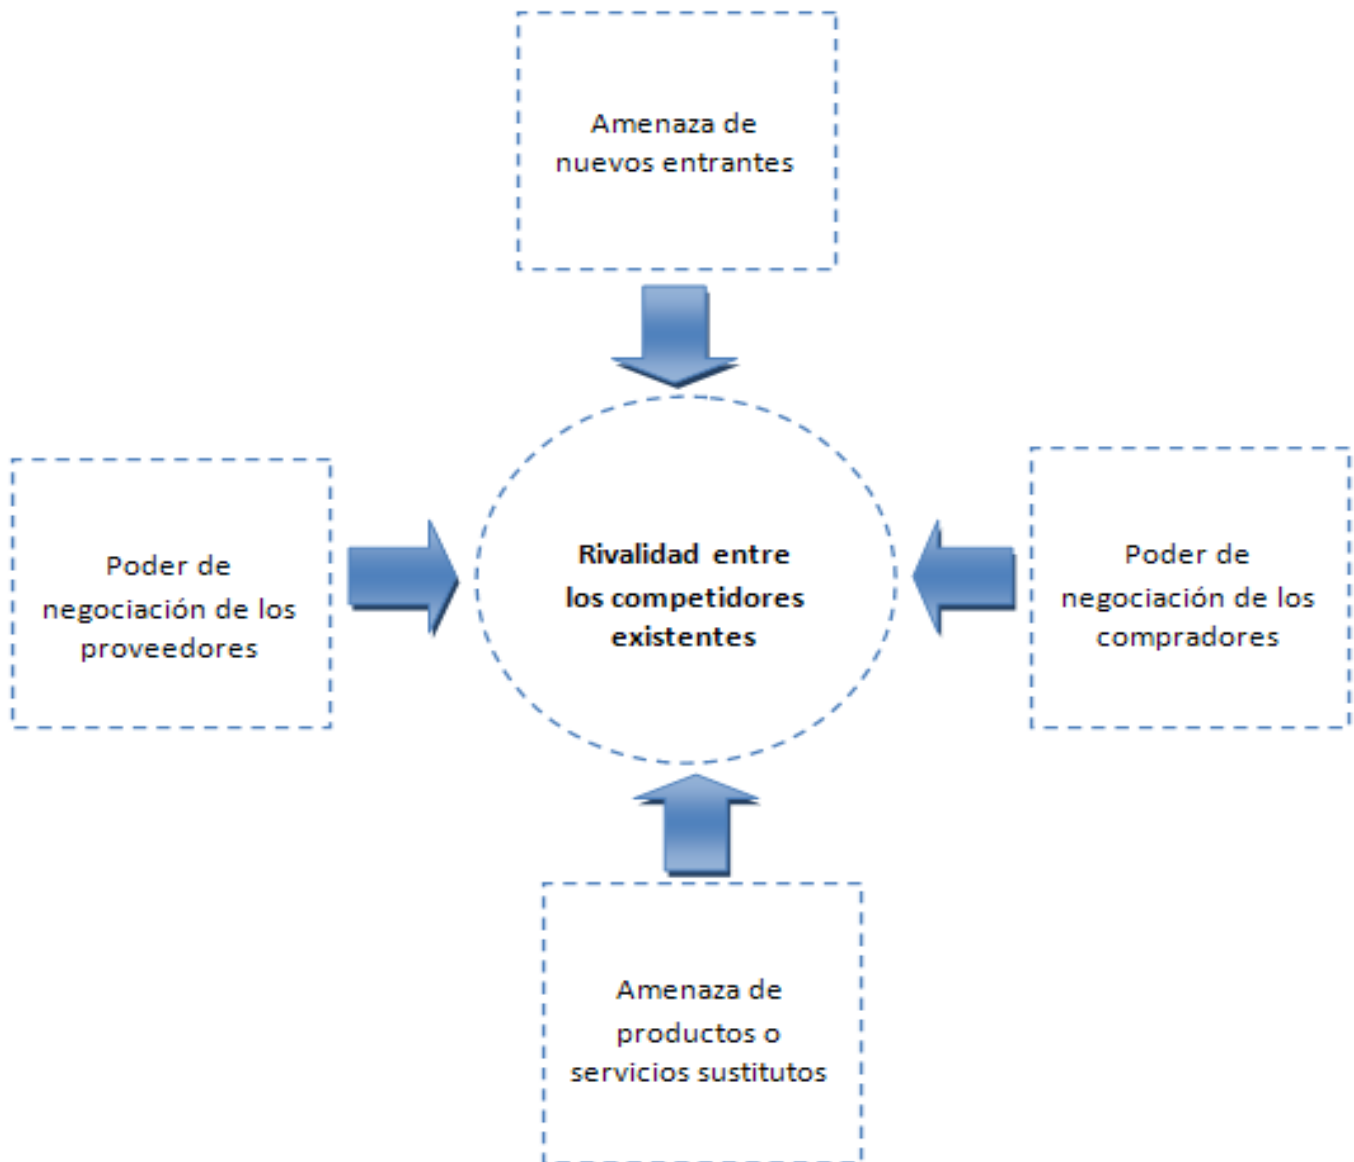 Amenaza de
nuevos entrantes
Poder de
negociación de los
proveedores
Rivalidad entre
los competidores
existentes
Poder de
negociación de los
compradores
Amenaza de
productos o
servicios sustitutos